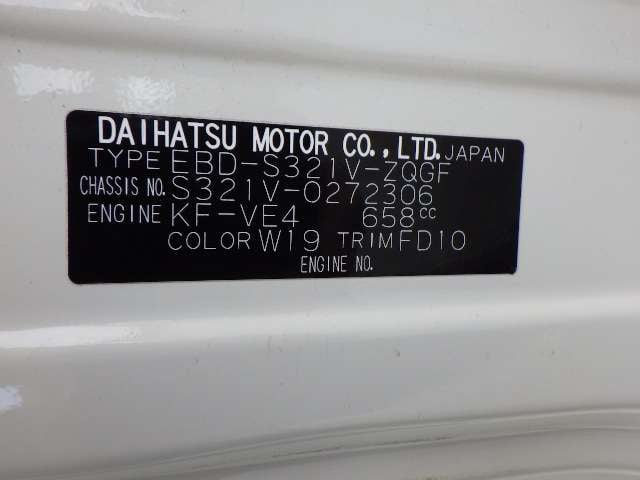 DAIHATSU MOTOR CO., LTD. JAPAN
TYPE EBD-S321V-ZQGF
CHASSIS NO. S321V-0272306
ENGINE KF-VE4 658cc
COLOR W19 TRIM FD10
ENGINE NO.